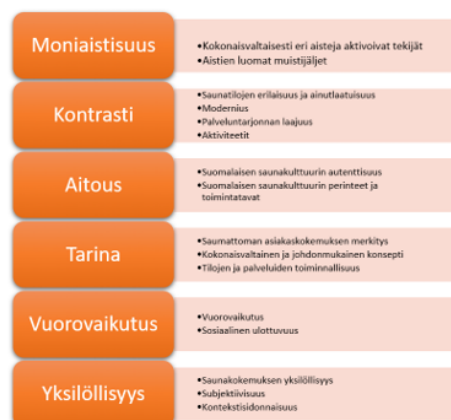 Moniaistisuus
•Kokonaisvaltaisesti eri aisteja aktivoivat tekijät
•Aistien luomat muistijäljet
Kontrasti
•Saunatilojen erilaisuus ja ainutlaatuisuus
•Modernius
•Palveluntarjonnan laajuus
•Aktiviteetit
Aitous
•Suomalaisen saunakulttuurin autenttisuus
•Suomalaisen saunakulttuurin perinteet ja
toimintatavat
Tarina
•Saumattoman asiakaskokemuksen merkitys
•Kokonaisvaltainen ja johdonmukainen konsepti
•Tilojen ja palveluiden toiminnallisuus
Vuorovaikutus
•Vuorovaikutus
•Sosiaalinen ulottuvuus
Yksilöllisyys
•Saunakokemuksen yksilöllisyys
•Subjektiivisuus
•Kontekstisidonnaisuus